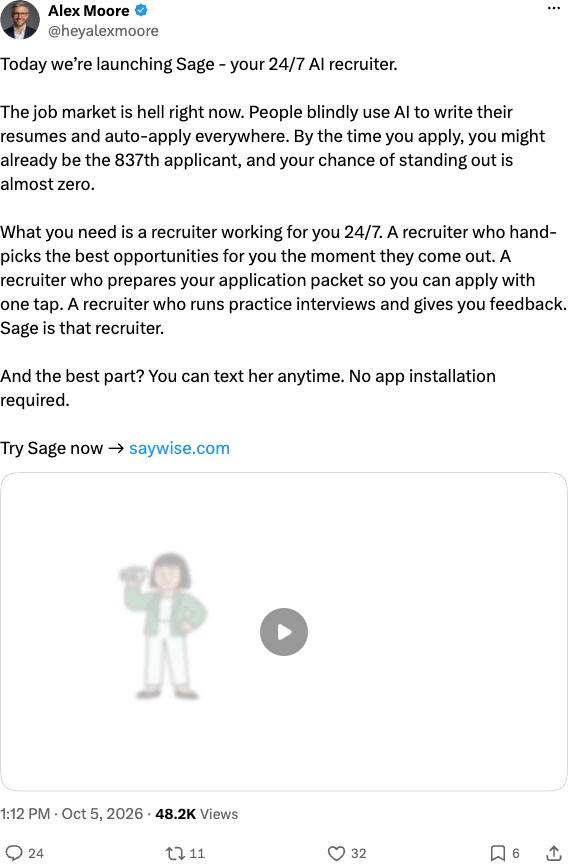 Alex Moore
@heyalexmoore
Today we're launching Sage - your 24/7 AI recruiter.
The job market is hell right now. People blindly use AI to write their
resumes and auto-apply everywhere. By the time you apply, you might
already be the 837th applicant, and your chance of standing out is
almost zero.
What you need is a recruiter working for you 24/7. A recruiter who hand-
picks the best opportunities for you the moment they come out. A
recruiter who prepares your application packet so you can apply with
one tap. A recruiter who runs practice interviews and gives you feedback.
Sage is that recruiter.
And the best part? You can text her anytime. No app installation
required.
Try Sage now → saywise.com
1:12 PM · Oct 5, 2026 · 48.2K Views
24 11 32 6